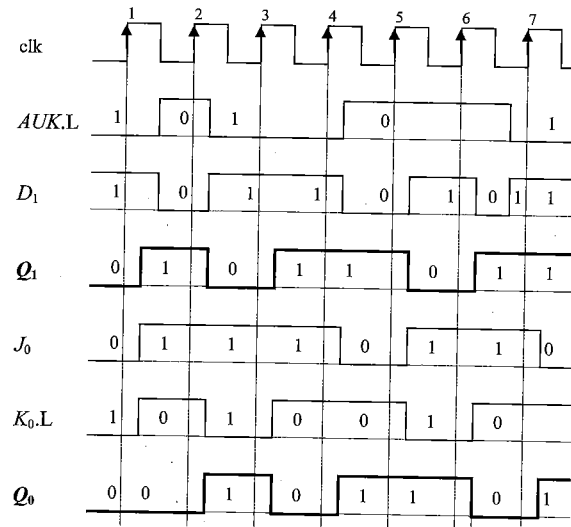 1 2 3 4 5 6 7
clk
AUK.L 1 0 1 0 1
D1 1 0 1 1 0 1 0 1 1
Q1 0 1 0 1 1 0 1 1
J0 0 1 1 1 0 1 1 0
K0.L 1 0 1 0 0 1 0
Q0 0 0 1 0 1 1 0 1